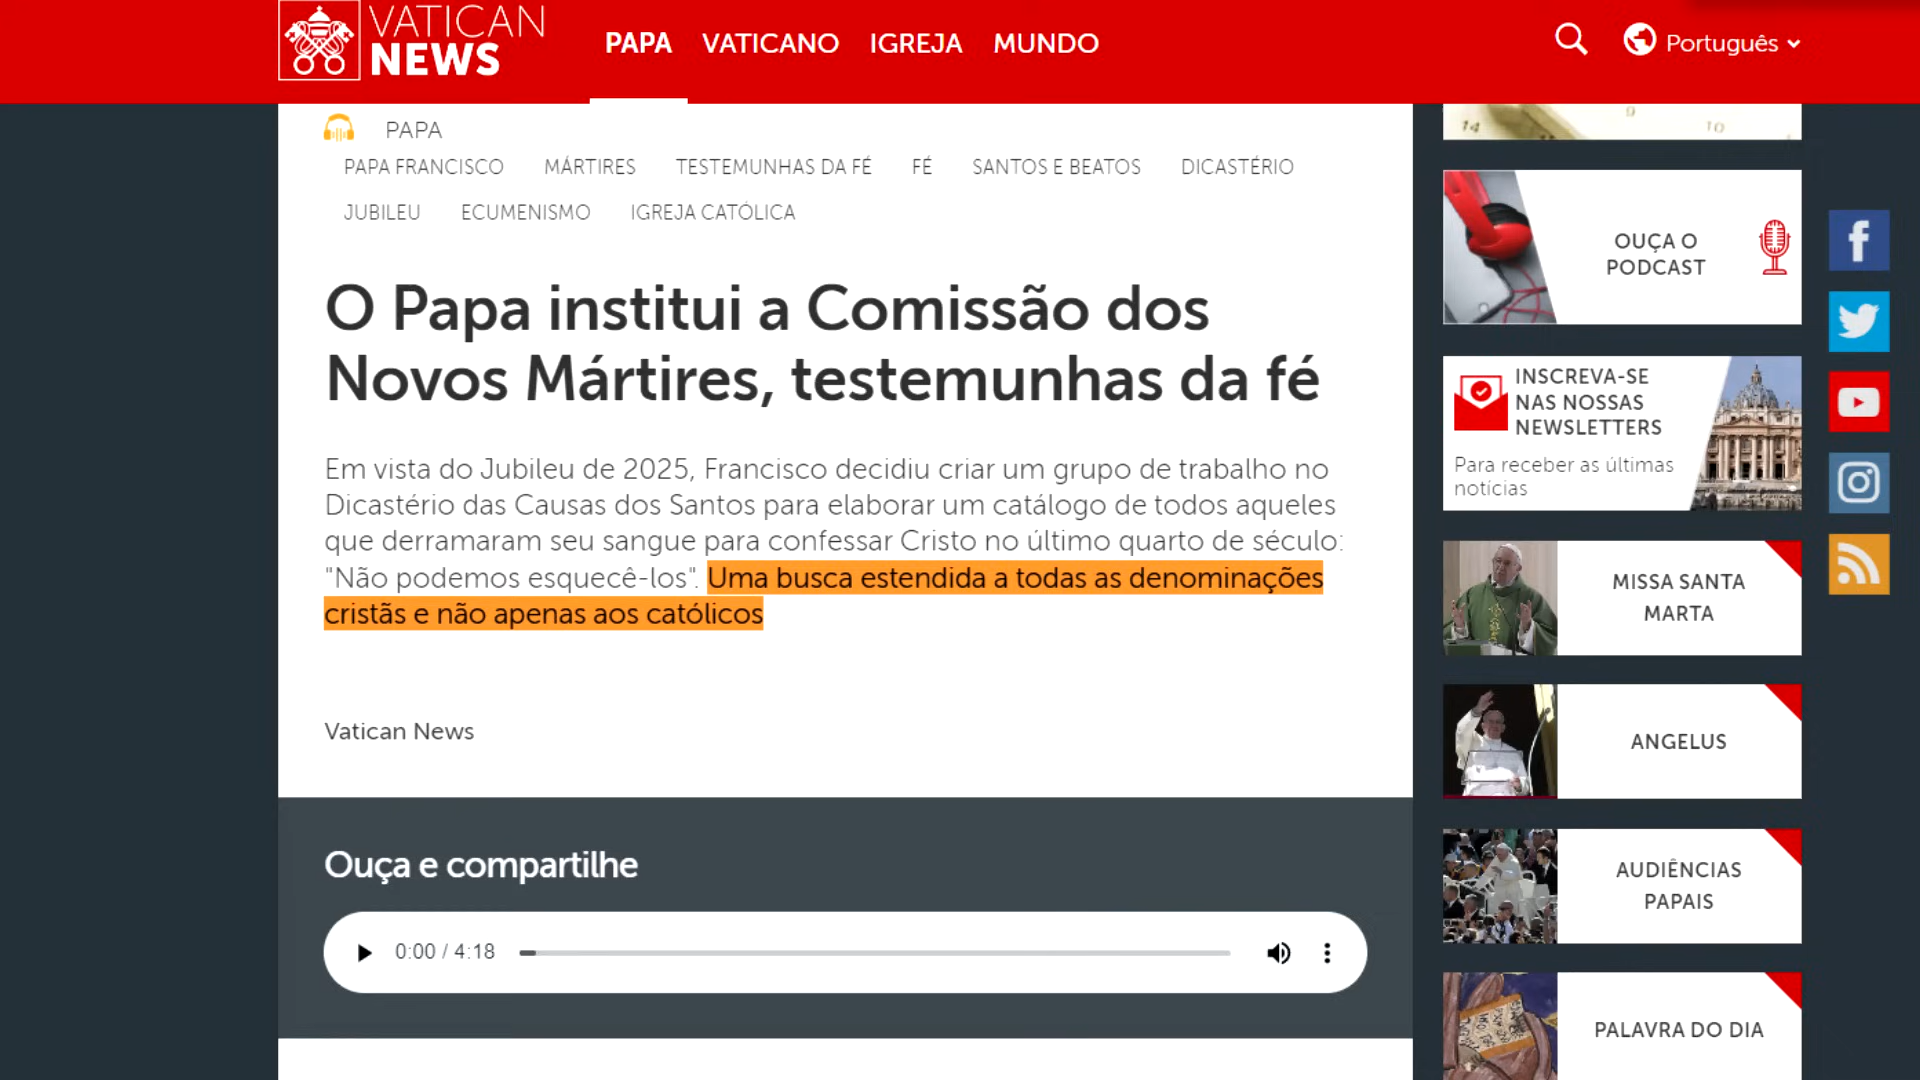 VATICAN
NEWS
PAPA
VATICANO
IGREJA
MUNDO
Português
PAPA
PAPA FRANCISCO
MÁRTIRES
TESTEMUNHAS DA FÉ
FÉ
SANTOS E BEATOS
DICASTÉRIO
JUBILEU
ECUMENISMO
IGREJA CATÓLICA
O Papa institui a Comissão dos
Novos Mártires, testemunhas da fé
Em vista do Jubileu de 2025, Francisco decidiu criar um grupo de trabalho no
Dicastério das Causas dos Santos para elaborar um catálogo de todos aqueles
que derramaram seu sangue para confessar Cristo no último quarto de século:
"Não podemos esquecê-los". Uma busca estendida a todas as denominações
cristãs e não apenas aos católicos
Vatican News
Ouça e compartilhe
0:00 / 4:18
14
9
10
OUÇA O
PODCAST
INSCREVA-SE
NAS NOSSAS
NEWSLETTERS
Para receber as últimas
notícias
MISSA SANTA
MARTA
ANGELUS
AUDIÊNCIAS
PAPAIS
PALAVRA DO DIA